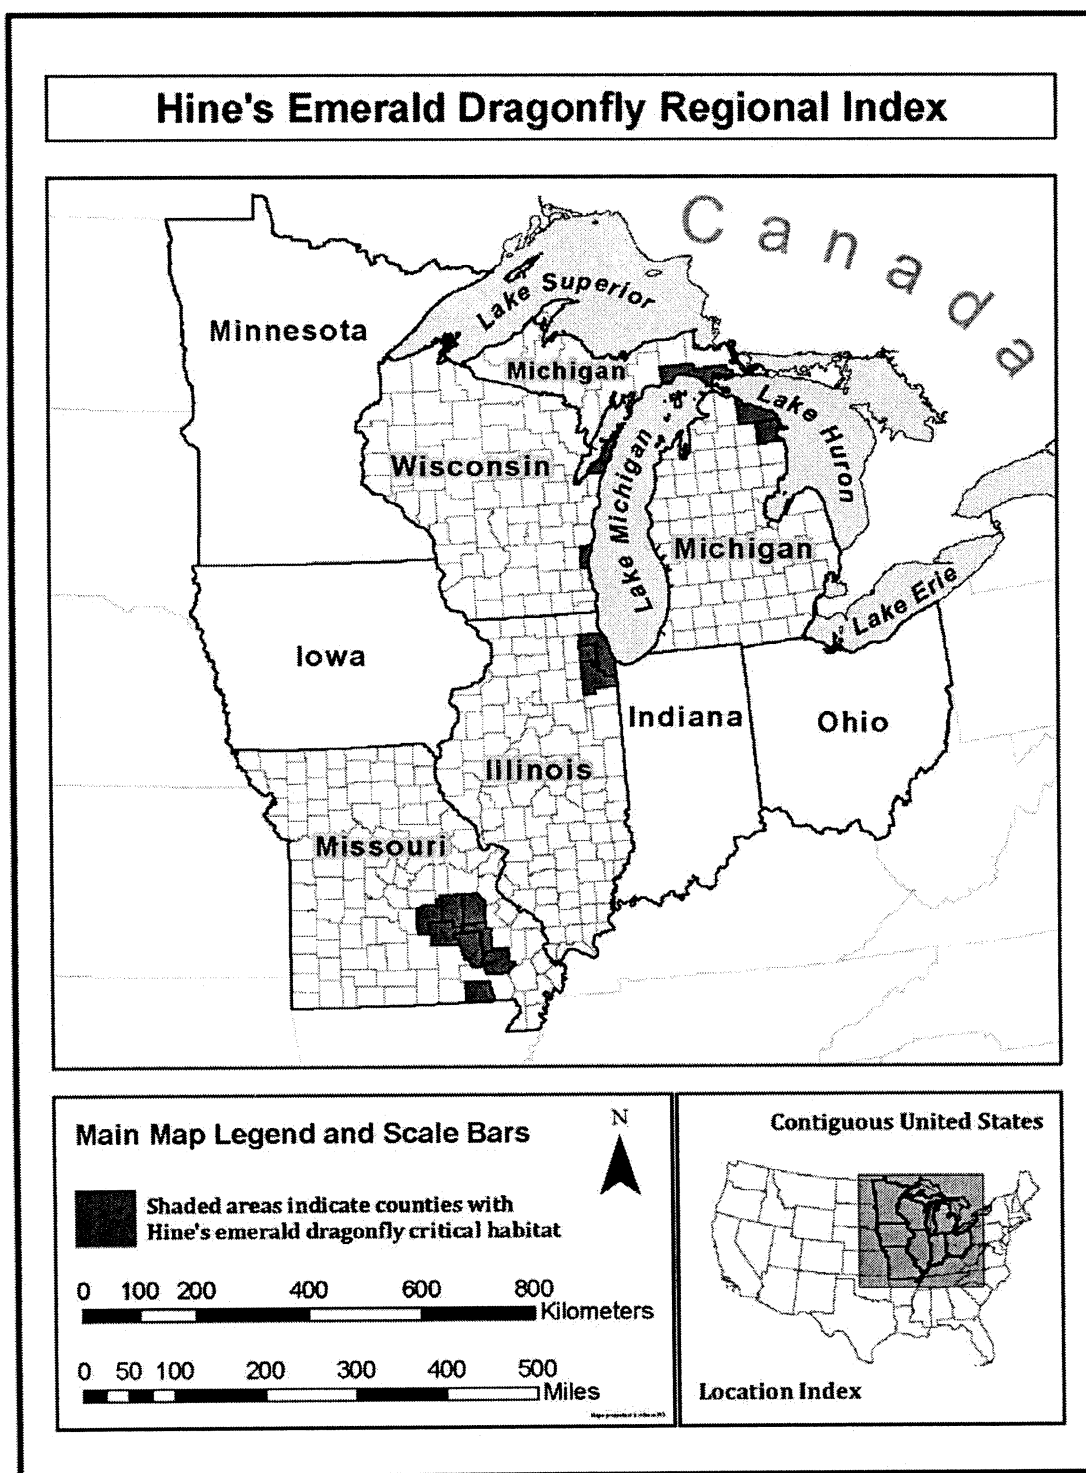 Hine's Emerald Dragonfly Regional Index
Canada
Lake Superior
Minnesota
Michigan
Lake Huron
Wisconsin
Lake Michigan
Michigan
Lake Erie
Iowa
Indiana
Ohio
Illinois
Missouri
Main Map Legend and Scale Bars
N
Shaded areas indicate counties with
Hine's emerald dragonfly critical habitat
0 100 200 400 600 800
Kilometers
0 50 100 200 300 400 500
Miles
Contiguous United States
Location Index